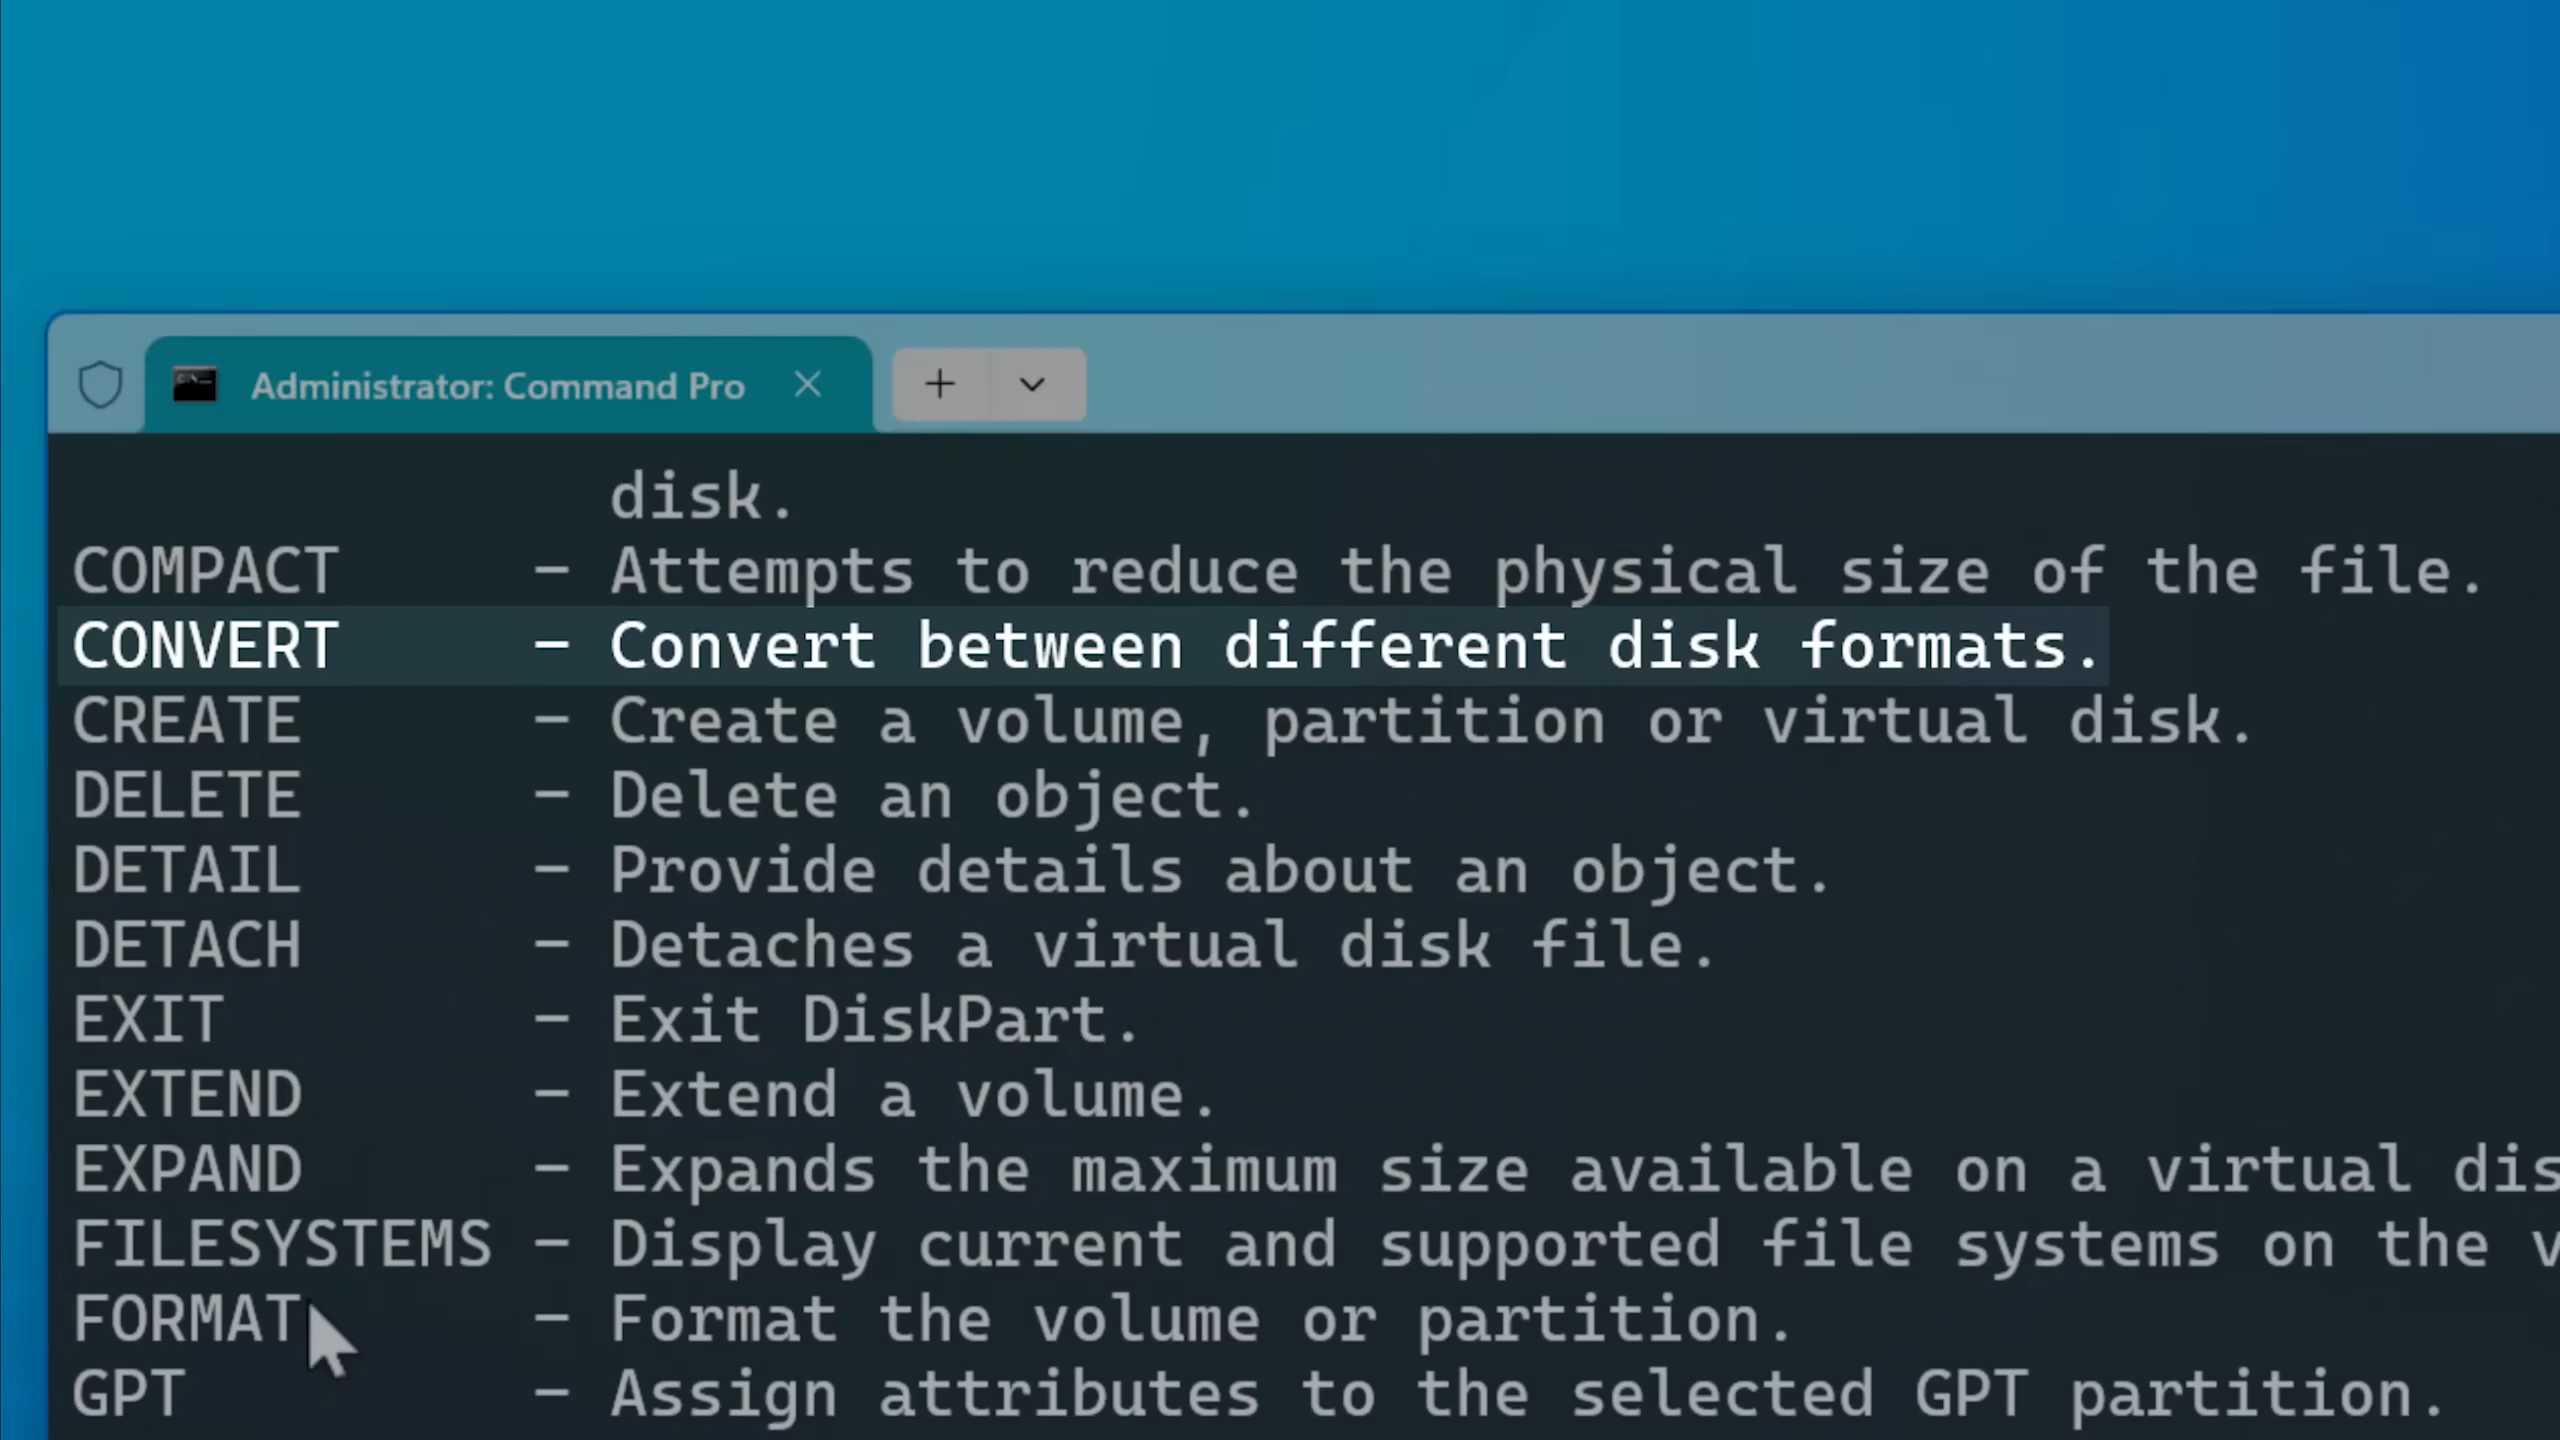 Administrator: Command Pro
disk.
COMPACT - Attempts to reduce the physical size of the file.
CONVERT - Convert between different disk formats.
CREATE - Create a volume, partition or virtual disk.
DELETE - Delete an object.
DETAIL - Provide details about an object.
DETACH - Detaches a virtual disk file.
EXIT - Exit DiskPart.
EXTEND - Extend a volume.
EXPAND - Expands the maximum size available on a virtual dis
FILESYSTEMS - Display current and supported file systems on the v
FORMAT - Format the volume or partition.
GPT - Assign attributes to the selected GPT partition.